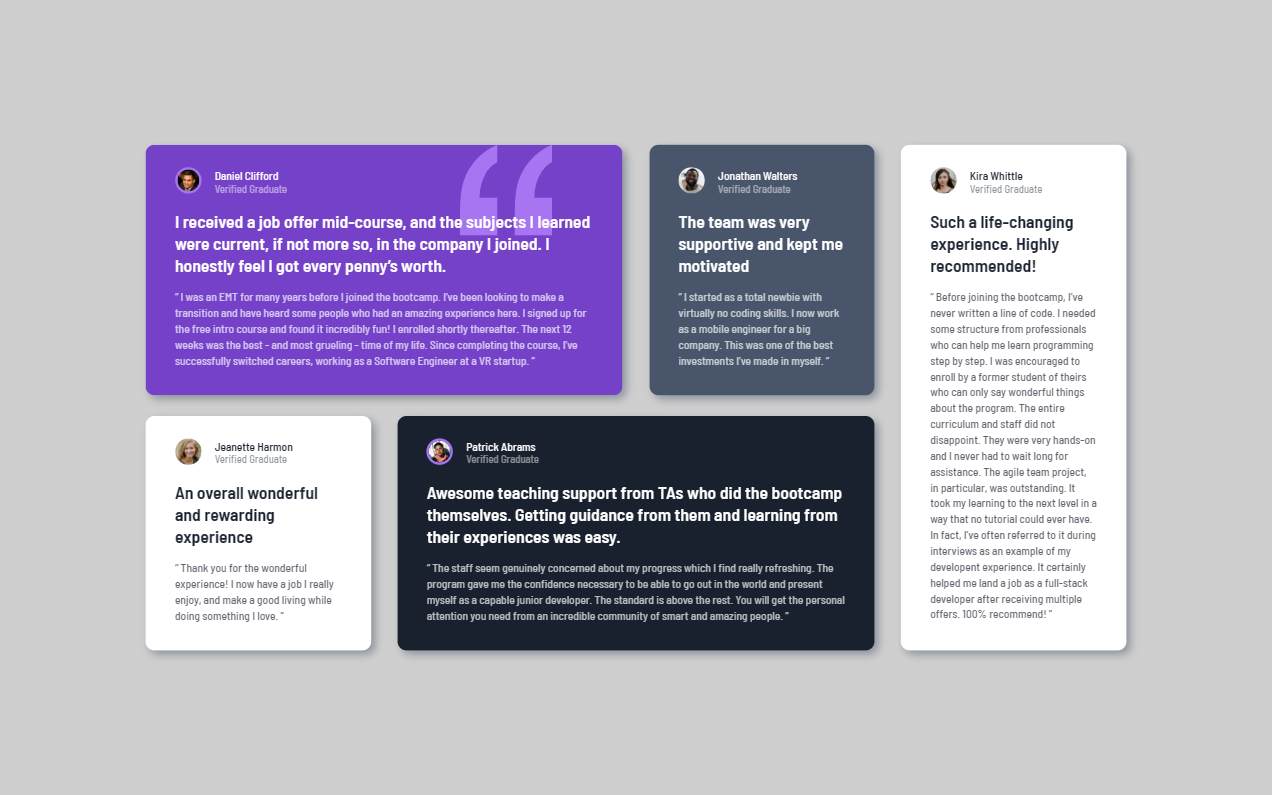 Daniel Clifford
Verified Graduate
I received a job offer mid-course, and the subjects I learned
were current, if not more so, in the company I joined. I
honestly feel I got every penny’s worth.
“ I was an EMT for many years before I joined the bootcamp. I’ve been looking to make a
transition and have heard some people who had an amazing experience here. I signed up for
the free intro course and found it incredibly fun! I enrolled shortly thereafter. The next 12
weeks was the best - and most grueling - time of my life. Since completing the course, I’ve
successfully switched careers, working as a Software Engineer at a VR startup. ”
Jonathan Walters
Verified Graduate
The team was very
supportive and kept me
motivated
“ I started as a total newbie with
virtually no coding skills. I now work
as a mobile engineer for a big
company. This was one of the best
investments I’ve made in myself. ”
Kira Whittle
Verified Graduate
Such a life-changing
experience. Highly
recommended!
“ Before joining the bootcamp, I’ve
never written a line of code. I needed
some structure from professionals
who can help me learn programming
step by step. I was encouraged to
enroll by a former student of theirs
who can only say wonderful things
about the program. The entire
curriculum and staff did not
disappoint. They were very hands-on
and I never had to wait long for
assistance. The agile team project,
in particular, was outstanding. It
took my learning to the next level in a
way that no tutorial could ever have.
In fact, I’ve often referred to it during
interviews as an example of my
developent experience. It certainly
helped me land a job as a full-stack
developer after receiving multiple
offers. 100% recommend! ”
Jeanette Harmon
Verified Graduate
An overall wonderful
and rewarding
experience
“ Thank you for the wonderful
experience! I now have a job I really
enjoy, and make a good living while
doing something I love. ”
Patrick Abrams
Verified Graduate
Awesome teaching support from TAs who did the bootcamp
themselves. Getting guidance from them and learning from
their experiences was easy.
“ The staff seem genuinely concerned about my progress which I find really refreshing. The
program gave me the confidence necessary to be able to go out in the world and present
myself as a capable junior developer. The standard is above the rest. You will get the personal
attention you need from an incredible community of smart and amazing people. ”